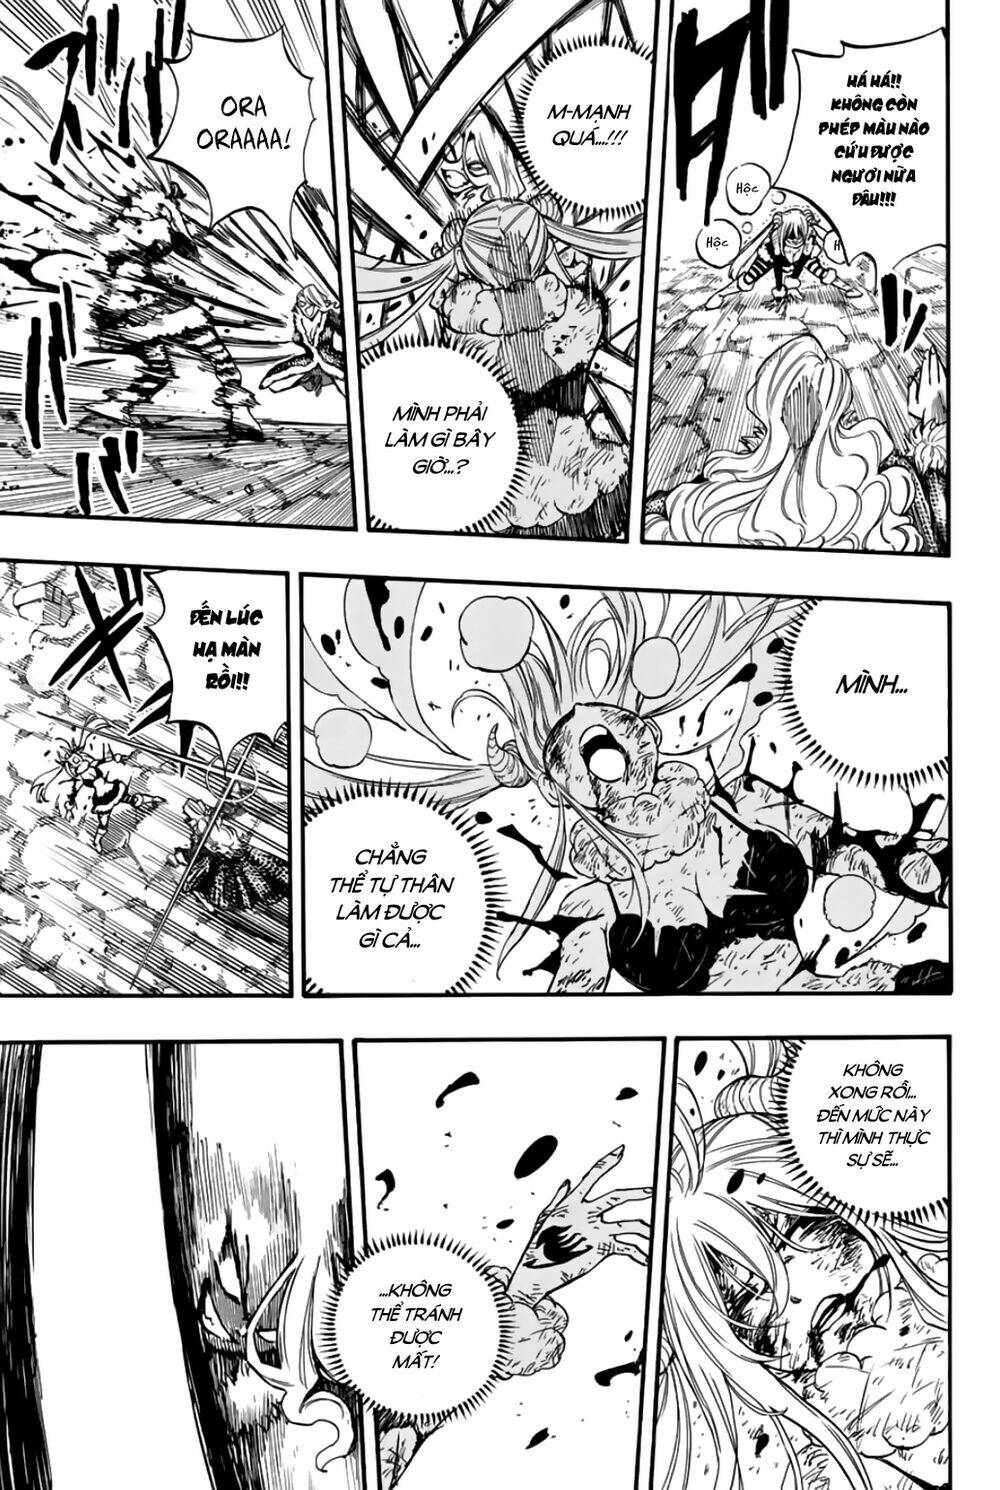 HÁ HÁ!!
KHÔNG CÒN
PHÉP MÀU NÀO
CỨU ĐƯỢC
NGƯƠI NỮA
ĐÂU!!!
Hộc
Hộc
H
M-MẠNH
QUÁ....!!!
MÌNH PHẢI
LÀM GÌ BÂY
GIỜ...?
ORA
ORAAAA!
MÌNH...
CHẲNG
THỂ TỰ THÂN
LÀM ĐƯỢC
GÌ CẢ...
ĐẾN LÚC
HẠ MÀN
RỒI!!
KHÔNG
XONG RỒI...
ĐẾN MỨC NÀY
THÌ MÌNH THỰC
SỰ SẼ...
...KHÔNG
THỂ TRÁNH
ĐƯỢC
MẤT!